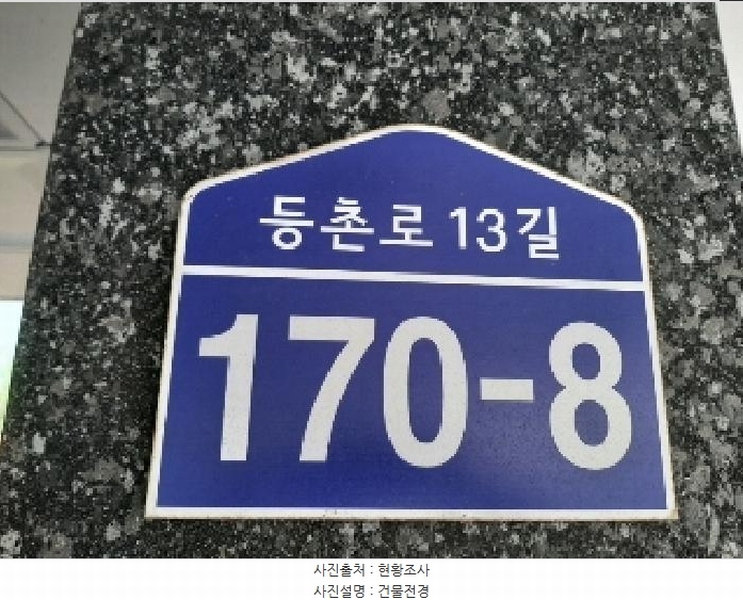 등촌로 13길
170-8
사진출처 : 현황조사
사진설명 : 건물전경